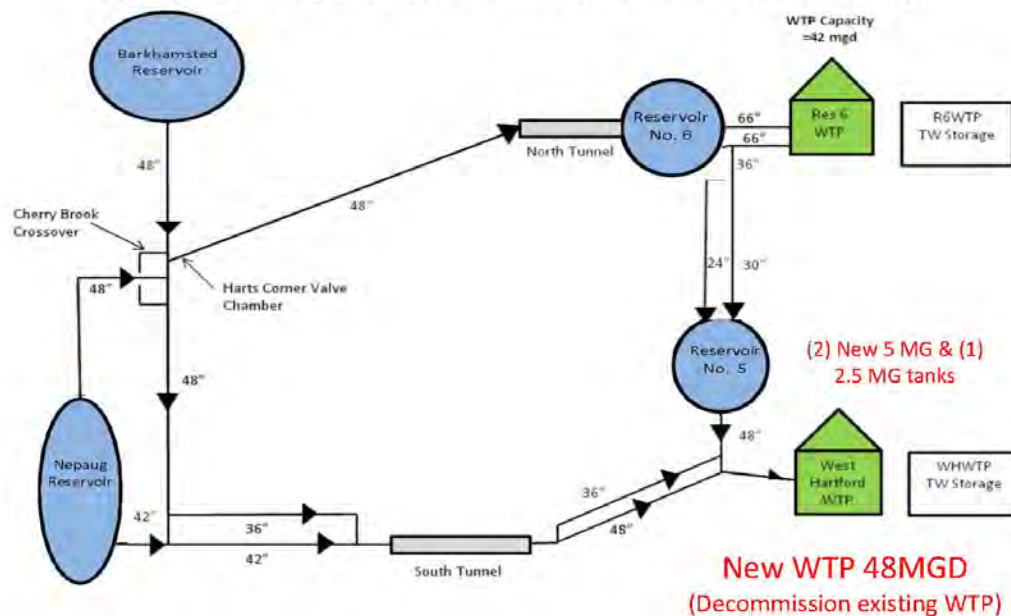 WTP Capacity
=42 mgd
Barkhamsted
Reservoir
Reservoir
No. 6
66"
66"
36"
Res 6
WTP
R6WTP
TW Storage
North Tunnel
48"
48"
Cherry Brook
Crossover
48"
Harts Corner Valve
Chamber
24"
30"
Reservoir
No. 5
(2) New 5 MG & (1)
2.5 MG tanks
48"
48"
Nepaug
Reservoir
West
Hartford
WTP
WHWTP
TW Storage
36"
48"
42"
36"
42"
South Tunnel
New WTP 48MGD
(Decommission existing WTP)